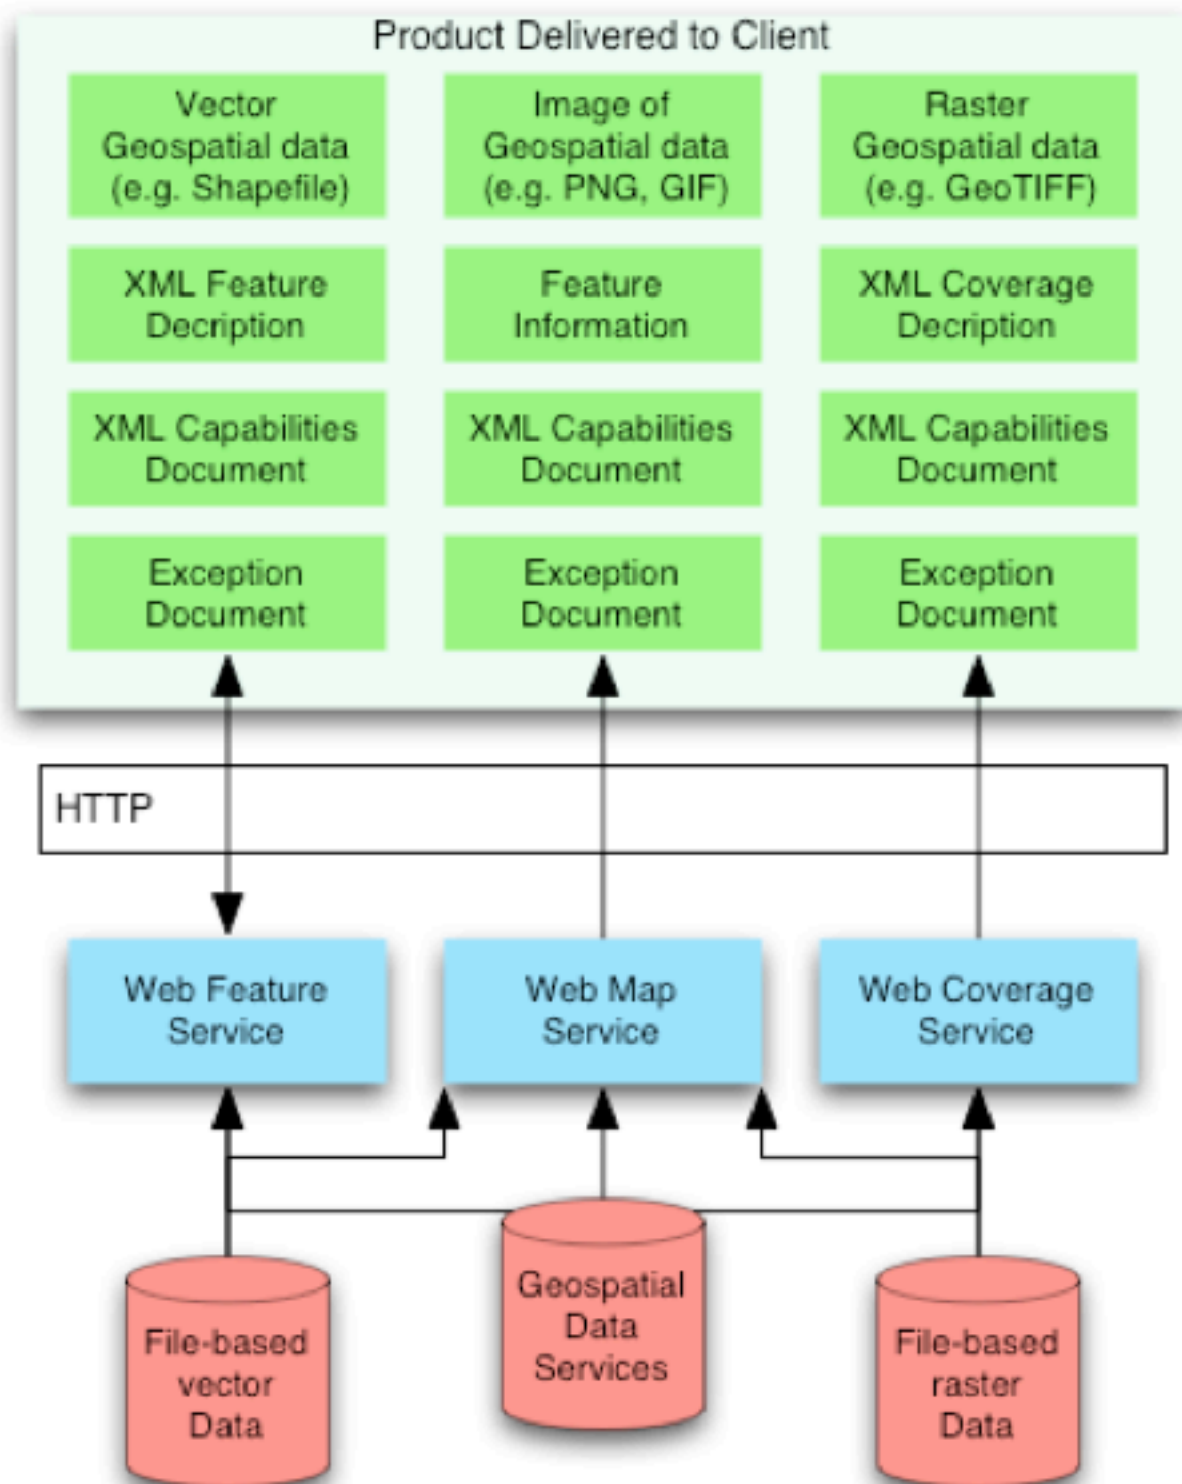 Product Delivered to Client
Vector
Geospatial data
(e.g. Shapefile)
Image of
Geospatial data
(e.g. PNG, GIF)
Raster
Geospatial data
(e.g. GeoTIFF)
XML Feature
Decription
Feature
Information
XML Coverage
Decription
XML Capabilities
Document
XML Capabilities
Document
XML Capabilities
Document
Exception
Document
Exception
Document
Exception
Document
HTTP
Web Feature
Service
Web Map
Service
Web Coverage
Service
File-based
vector
Data
Geospatial
Data
Services
File-based
raster
Data